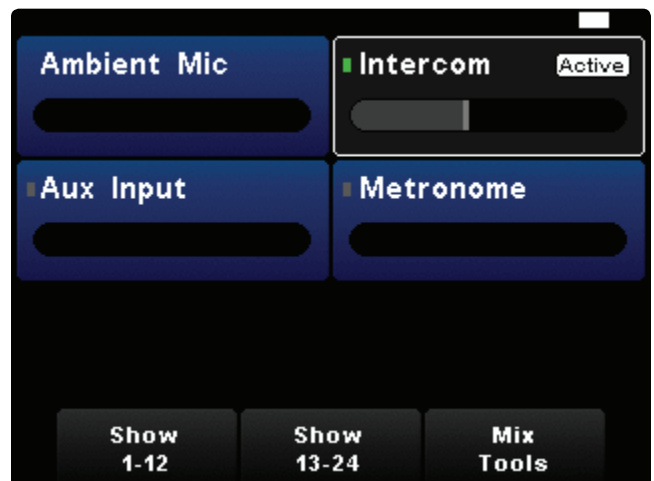 Ambient Mic
Intercom Active
Aux Input
Metronome
Show
1-12
Show
13-24
Mix
Tools